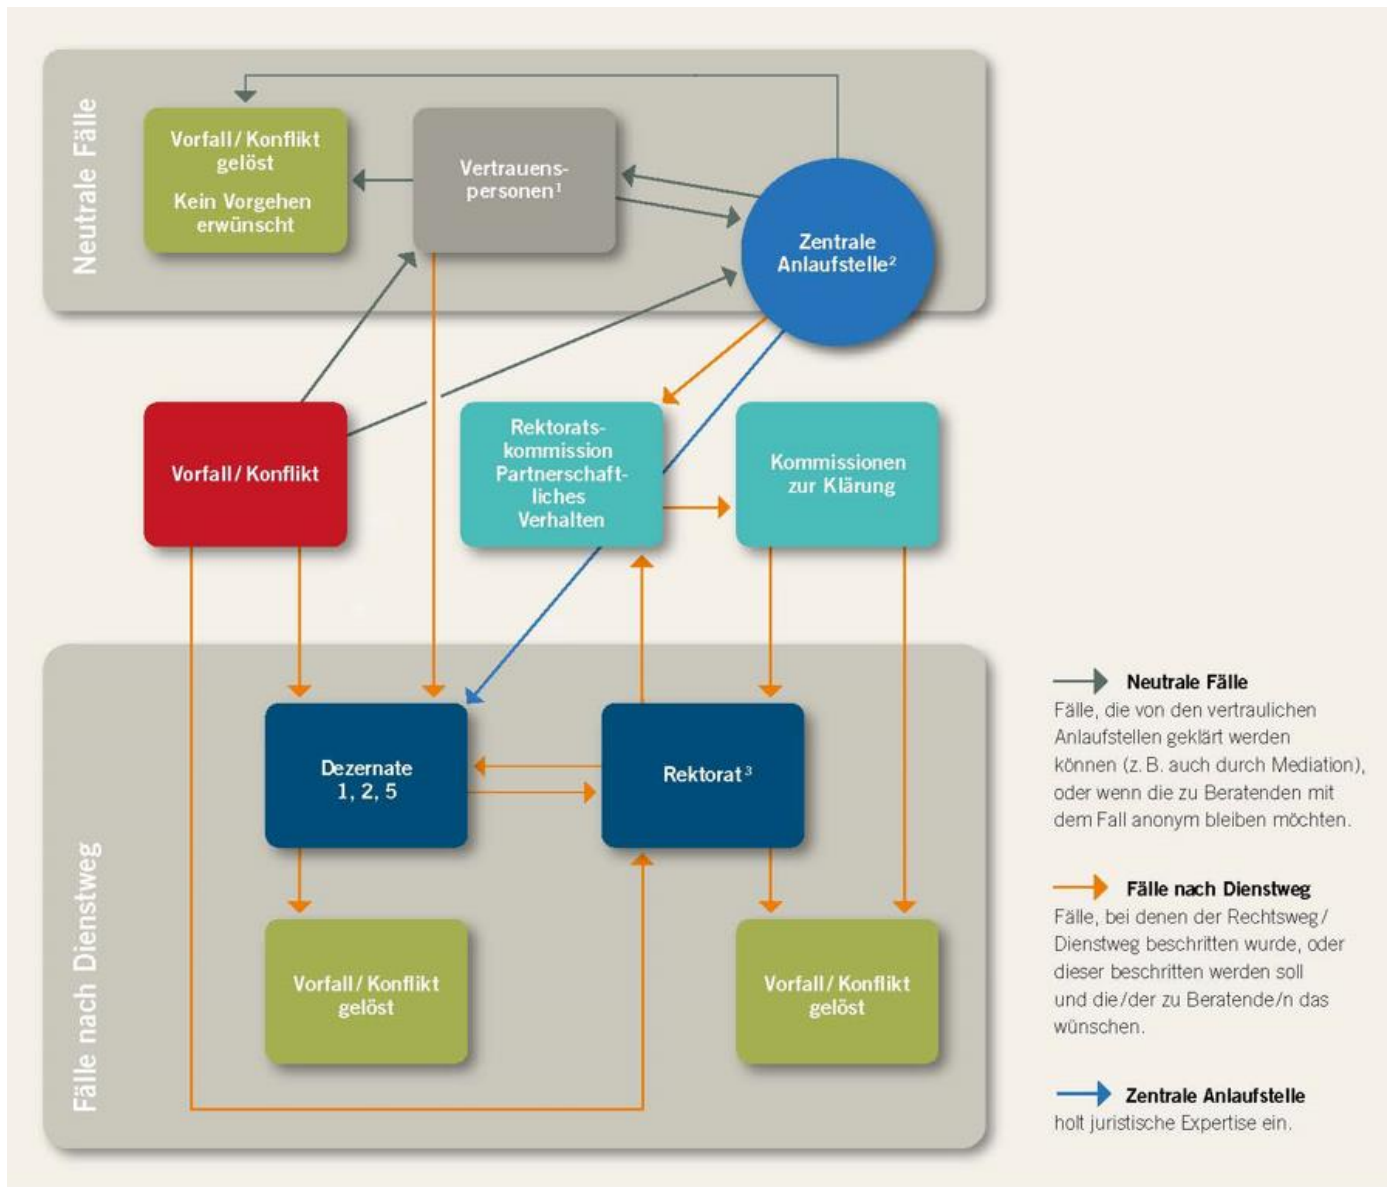 Neutrale Fälle
Vorfall / Konflikt
gelöst
Kein Vorgehen
erwünscht
Vertrauens-
personen¹
Zentrale
Anlaufstelle²
Vorfall / Konflikt
Rektorats-
kommission
Partnerschaft-
liches
Verhalten
Kommissionen
zur Klärung
Fälle nach Dienstweg
Dezernate
1, 2, 5
Rektorat³
Vorfall / Konflikt
gelöst
Vorfall / Konflikt
gelöst
Neutrale Fälle
Fälle, die von den vertraulichen
Anlaufstellen geklärt werden
können (z. B. auch durch Mediation),
oder wenn die zu Beratenden mit
dem Fall anonym bleiben möchten.
Fälle nach Dienstweg
Fälle, bei denen der Rechtsweg /
Dienstweg beschritten wurde, oder
dieser beschritten werden soll
und die / der zu Beratende / n das
wünschen.
Zentrale Anlaufstelle
holt juristische Expertise ein.